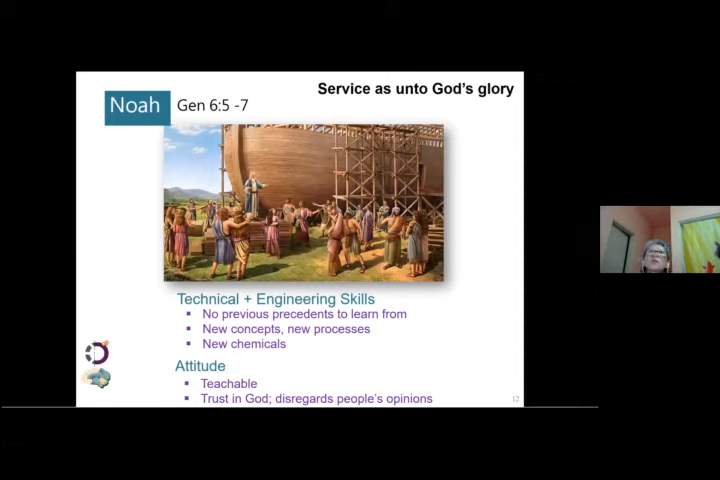 Service as unto God's glory
Noah Gen 6:5 -7
Technical + Engineering Skills
No previous precedents to learn from
New concepts, new processes
New chemicals
Attitude
Teachable
Trust in God; disregards people's opinions
12